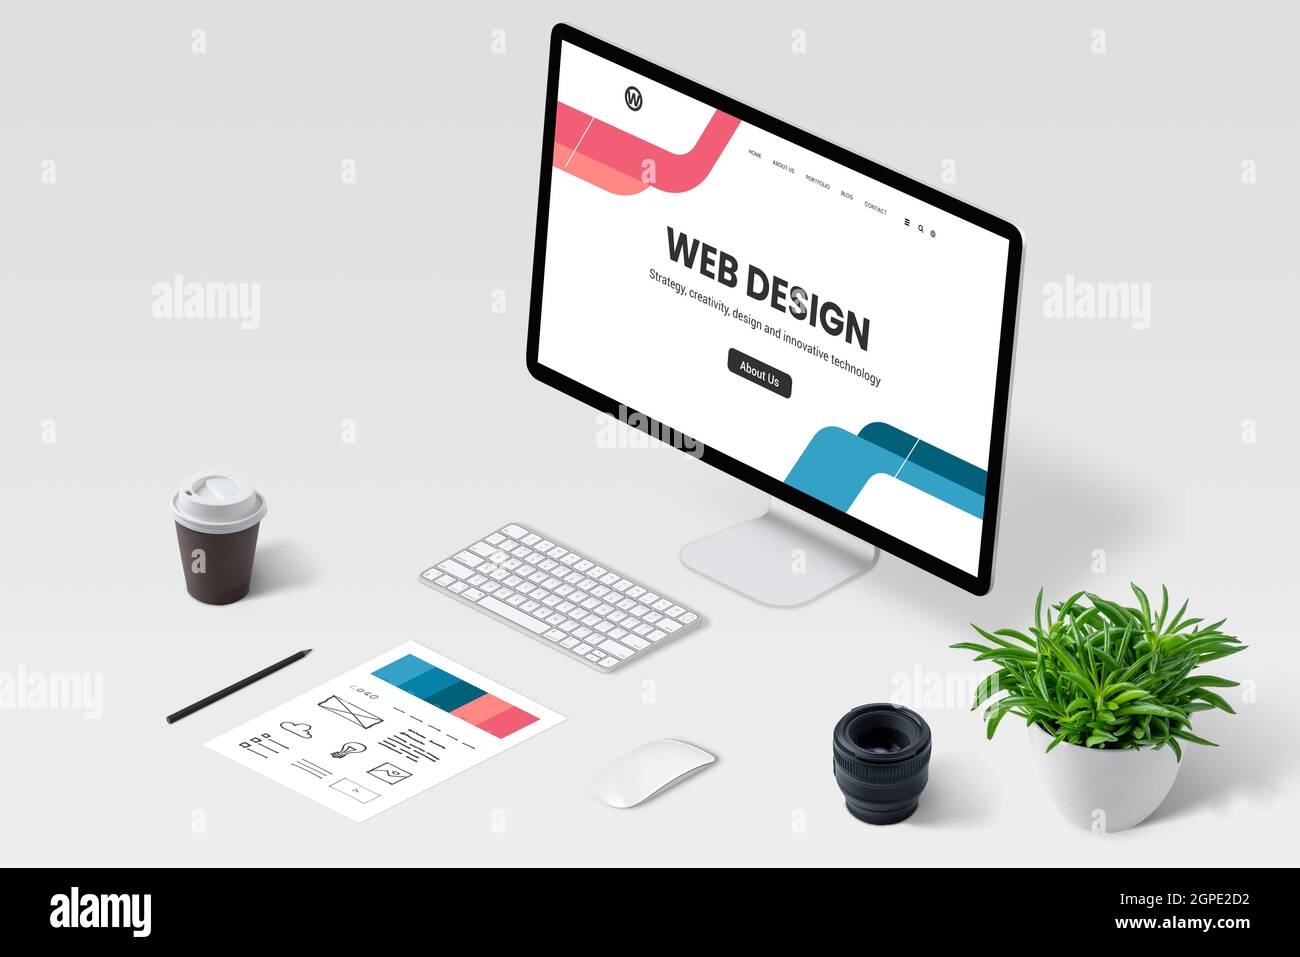 W
HOME ABOUT US PORTFOLIO BLOG CONTACT
WEB DESIGN
Strategy, creativity, design and innovative technology
About Us
LOGO
alamy
alamy
alamy
alamy
alamy
alamy
a alamy
Image ID: 2GPE2D2
www.alamy.com